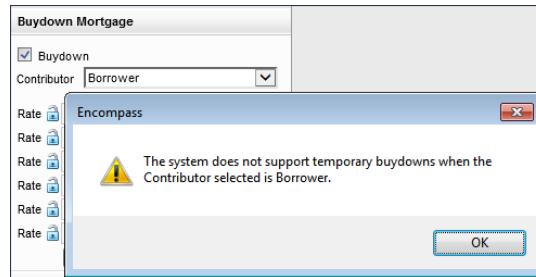 Buydown Mortgage
Buydown
Contributor Borrower
Rate
Encompass
Rate
Rate
The system does not support temporary buydowns when the
Contributor selected is Borrower.
Rate
Rate
Rate
OK